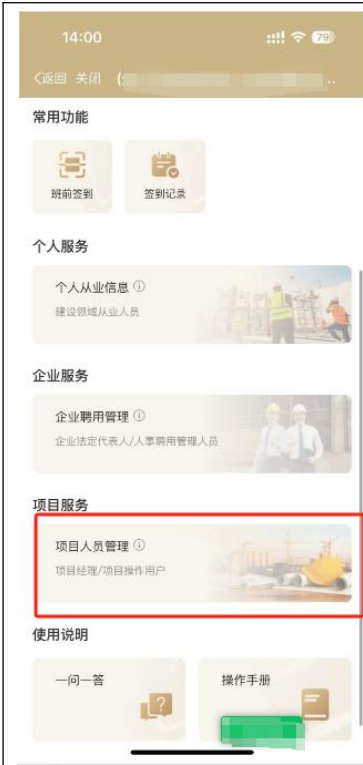 14:00
79
〈返回 关闭 (
常用功能
班前签到
签到记录
个人服务
个人从业信息
建设领域从业人员
企业服务
企业聘用管理
企业法定代表人/人事聘用管理人员
项目服务
项目人员管理
项目经理/项目操作用户
使用说明
一问一答
操作手册